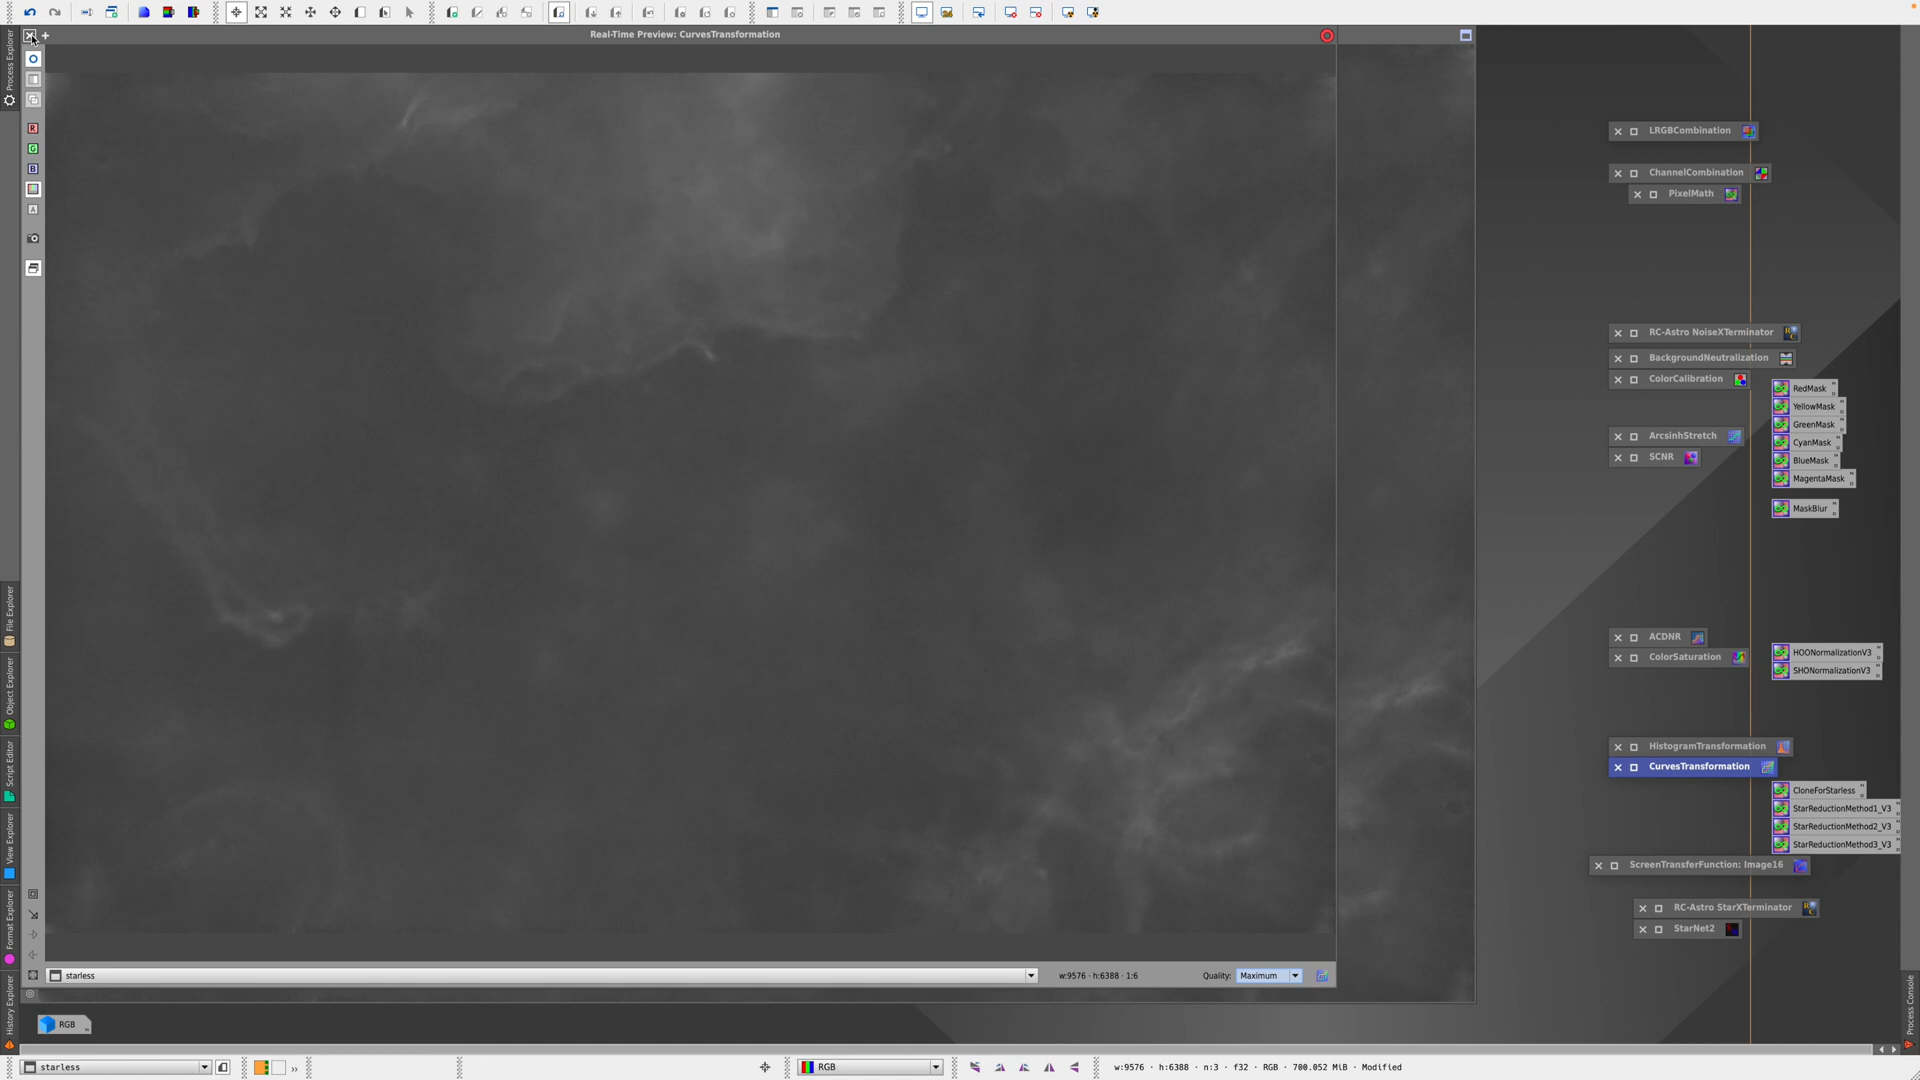 Real-Time Preview: CurvesTransformation
Process Explorer
R
G
B
A
LRGBCombination
ChannelCombination
PixelMath
RC-Astro NoiseXTerminator
BackgroundNeutralization
ColorCalibration
RedMask
YellowMask
GreenMask
CyanMask
BlueMask
MagentaMask
MaskBlur
ArcsinhStretch
SCNR
File Explorer
Object Explorer
Script Editor
View Explorer
Format Explorer
History Explorer
ACDNR
ColorSaturation
HOONormalizationV3
SHONormalizationV3
HistogramTransformation
CurvesTransformation
CloneForStarless
StarReductionMethod1_V3
StarReductionMethod2_V3
StarReductionMethod3_V3
ScreenTransferFunction: Image16
RC-Astro StarXTerminator
StarNet2
Process Console
starless
w:9576 · h:6388 · 1:6
Quality: Maximum
RGB
starless
RGB
w:9576 · h:6388 · n:3 · f32 · RGB · 700.052 MiB · Modified